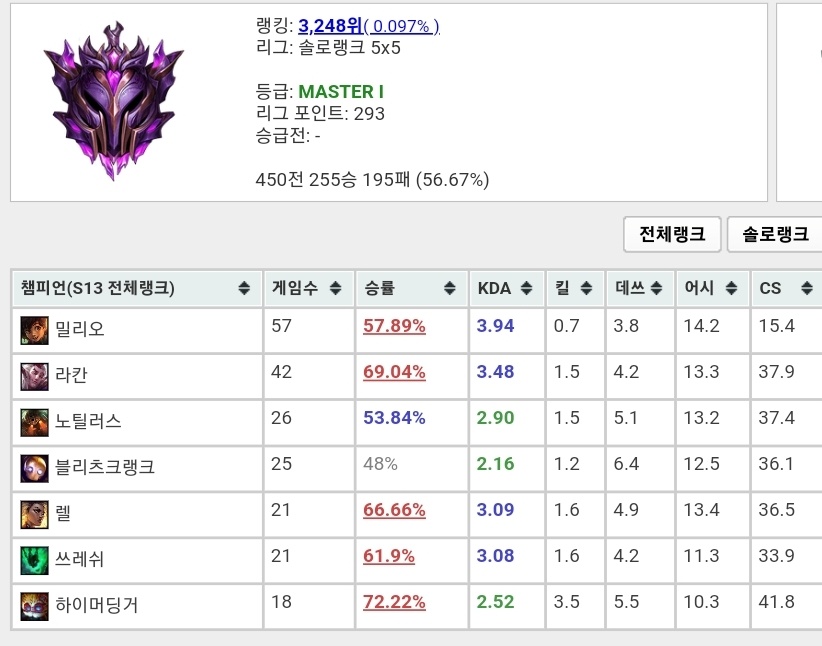 랭킹: 3,248위( 0.097% )
리그: 솔로랭크 5x5
등급: MASTER I
리그 포인트: 293
승급전: -
450전 255승 195패 (56.67%)
전체랭크 솔로랭크
챔피언(S13 전체랭크) 게임수 승률 KDA 킬 데쓰 어시 CS
밀리오 57 57.89% 3.94 0.7 3.8 14.2 15.4
라칸 42 69.04% 3.48 1.5 4.2 13.3 37.9
노틸러스 26 53.84% 2.90 1.5 5.1 13.2 37.4
블리츠크랭크 25 48% 2.16 1.2 6.4 12.5 36.1
렐 21 66.66% 3.09 1.6 4.9 13.4 36.5
쓰레쉬 21 61.9% 3.08 1.6 4.2 11.3 33.9
하이머딩거 18 72.22% 2.52 3.5 5.5 10.3 41.8